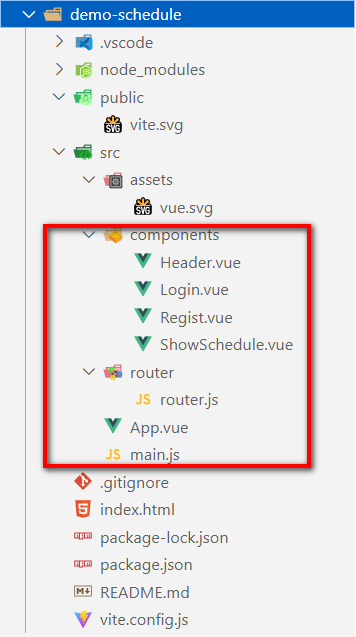 demo-schedule
.vscode
node_modules
public
SVG vite.svg
src
assets
SVG vue.svg
components
Header.vue
Login.vue
Regist.vue
ShowSchedule.vue
router
JS router.js
App.vue
JS main.js
.gitignore
index.html
package-lock.json
package.json
README.md
vite.config.js